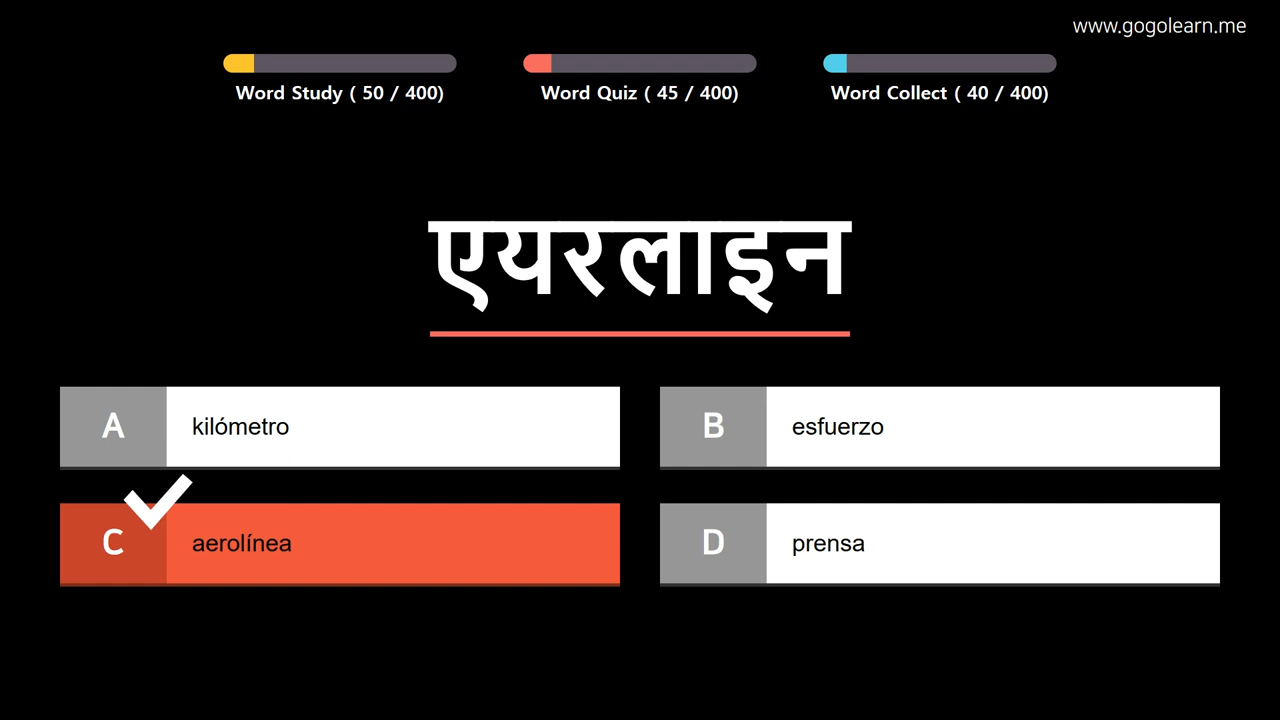 www.gogolearn.me
Word Study ( 50 / 400)
Word Quiz ( 45 / 400)
Word Collect ( 40 / 400)
एयरलाइन
A kilómetro
B esfuerzo
C aerolínea
D prensa